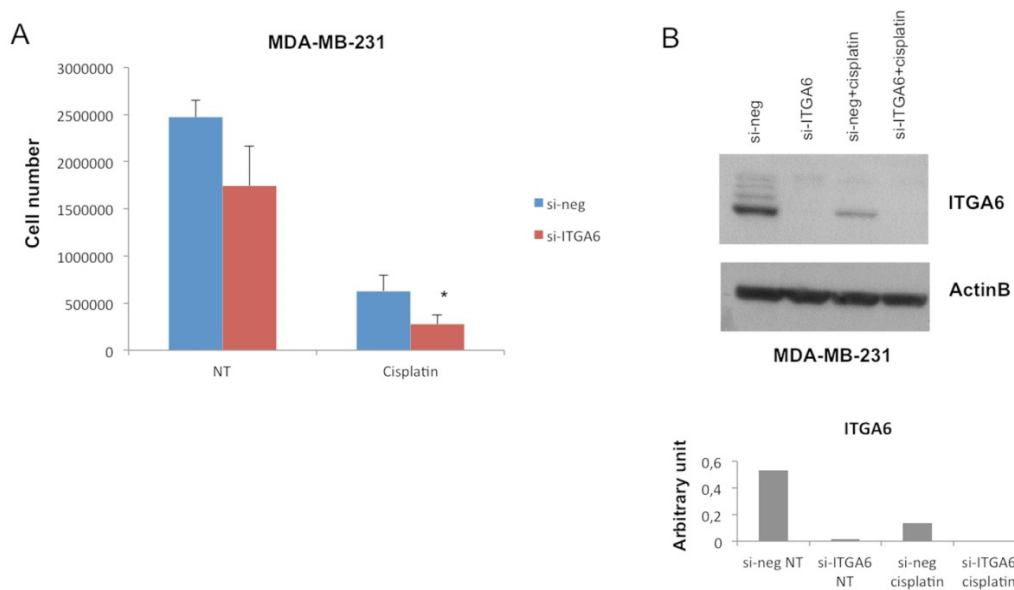 A
MDA-MB-231
3000000
2500000
2000000
1500000
1000000
500000
0
Cell number
NT
Cisplatin
*
si-neg
si-ITGA6
B
si-neg
si-ITGA6
si-neg+cisplatin
si-ITGA6+cisplatin
ITGA6
ActinB
MDA-MB-231
ITGA6
Arbitrary unit
0,6
0,4
0,2
0
si-neg NT
si-ITGA6
NT
si-neg
cisplatin
si-ITGA6
cisplatin